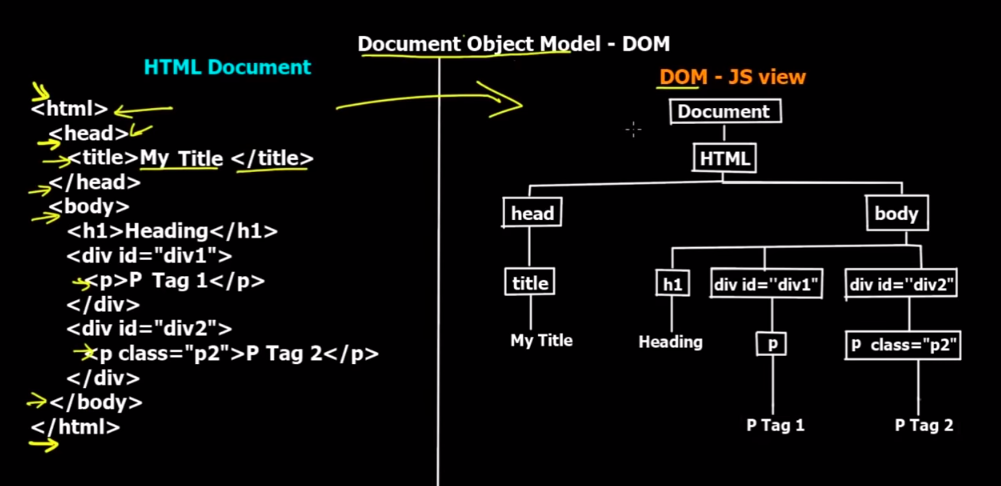 Document Object Model - DOM
HTML Document
<html>
<head>
<title>My Title </title>
</head>
<body>
<h1>Heading</h1>
<div id="div1">
<p>P Tag 1</p>
</div>
<div id="div2">
<p class="p2">P Tag 2</p>
</div>
</body>
</html>
DOM - JS view
Document
HTML
head body
title h1 div id="div1" div id="div2"
My Title Heading p p class="p2"
P Tag 1 P Tag 2